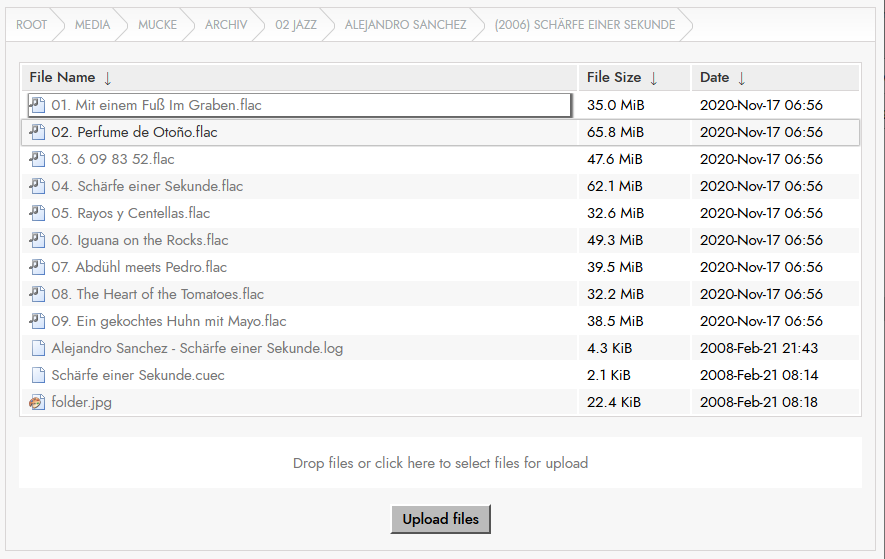 ROOT MEDIA MUCKE ARCHIV 02 JAZZ ALEJANDRO SANCHEZ (2006) SCHÄRFE EINER SEKUNDE
File Name ↓ File Size ↓ Date ↓
01. Mit einem Fuß Im Graben.flac 35.0 MiB 2020-Nov-17 06:56
02. Perfume de Otoño.flac 65.8 MiB 2020-Nov-17 06:56
03. 6 09 83 52.flac 47.6 MiB 2020-Nov-17 06:56
04. Schärfe einer Sekunde.flac 62.1 MiB 2020-Nov-17 06:56
05. Rayos y Centellas.flac 32.6 MiB 2020-Nov-17 06:56
06. Iguana on the Rocks.flac 49.3 MiB 2020-Nov-17 06:56
07. Abdühl meets Pedro.flac 39.5 MiB 2020-Nov-17 06:56
08. The Heart of the Tomatoes.flac 32.2 MiB 2020-Nov-17 06:56
09. Ein gekochtes Huhn mit Mayo.flac 38.5 MiB 2020-Nov-17 06:56
Alejandro Sanchez - Schärfe einer Sekunde.log 4.3 KiB 2008-Feb-21 21:43
Schärfe einer Sekunde.cuec 2.1 KiB 2008-Feb-21 08:14
folder.jpg 22.4 KiB 2008-Feb-21 08:18
Drop files or click here to select files for upload
Upload files